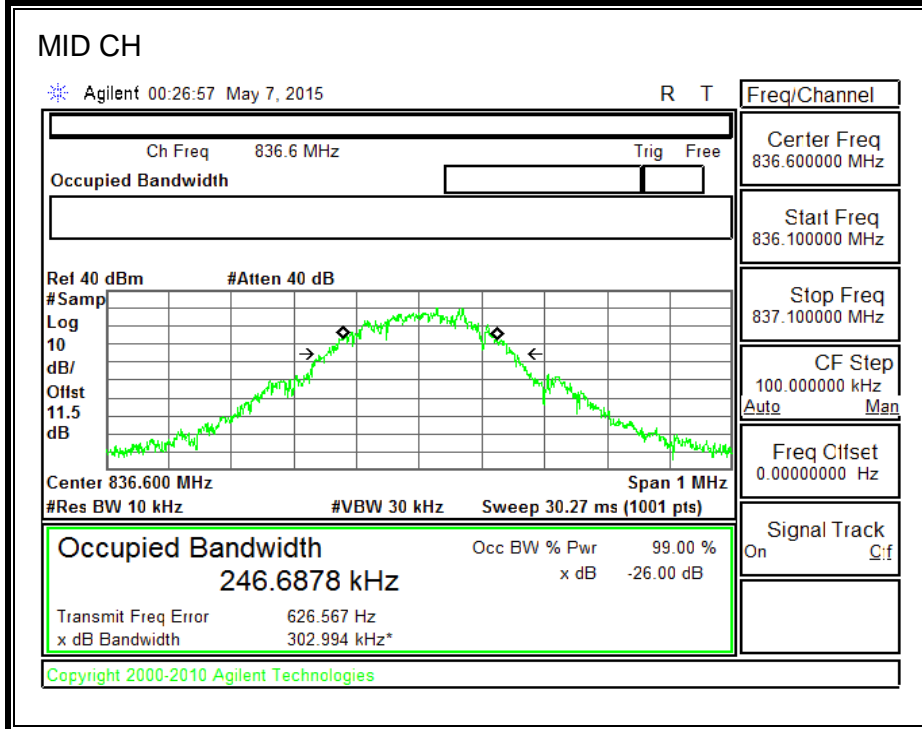 MID CH
Agilent 00:26:57 May 7, 2015 R T
Ch Freq 836.6 MHz Trig Free
Occupied Bandwidth
Ref 40 dBm #Atten 40 dB
#Samp
Log
10
dB/
Offst
11.5
dB
Center 836.600 MHz Span 1 MHz
#Res BW 10 kHz #VBW 30 kHz Sweep 30.27 ms (1001 pts)
Occupied Bandwidth Occ BW % Pwr 99.00 %
246.6878 kHz x dB -26.00 dB
Transmit Freq Error 626.567 Hz
x dB Bandwidth 302.994 kHz*
Copyright 2000-2010 Agilent Technologies
Freq/Channel
Center Freq
836.600000 MHz
Start Freq
836.100000 MHz
Stop Freq
837.100000 MHz
CF Step
100.000000 kHz
Auto Man
Freq Offset
0.00000000 Hz
Signal Track
On